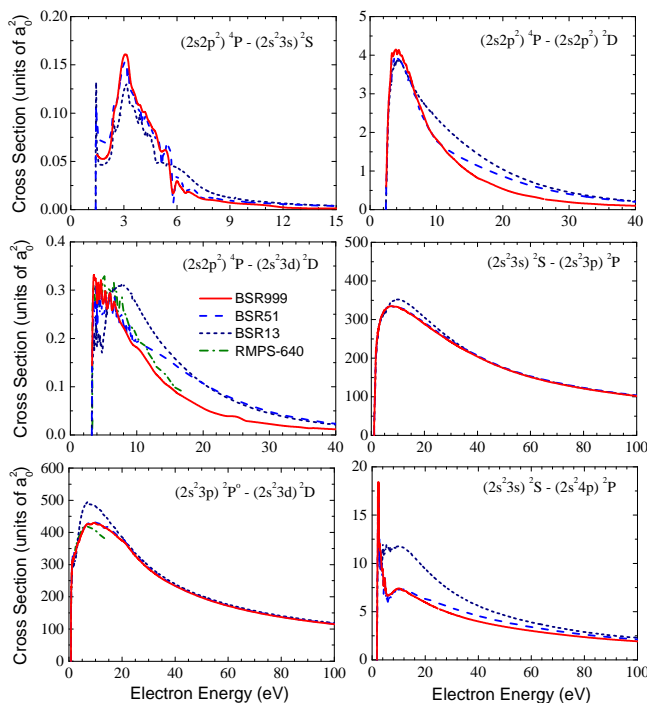 (2s2p²) ⁴P - (2s²3s) ²S
Cross Section (units of a₀²)
0.20
0.15
0.10
0.05
0.00
3 6 9 12 15
(2s2p²) ⁴P - (2s2p²) ²D
5
4
3
2
1
0
0 10 20 30 40
(2s2p²) ⁴P - (2s²3d) ²D
Cross Section (units of a₀²)
0.4
0.3
0.2
0.1
0.0
BSR999
BSR51
BSR13
RMPS-640
0 10 20 30 40
(2s²3s) ²S - (2s²3p) ²P
500
400
300
200
100
0
0 20 40 60 80 100
(2s²3p) ²Pº - (2s²3d) ²D
Cross Section (units of a₀²)
600
500
400
300
200
100
0
0 20 40 60 80 100
Electron Energy (eV)
(2s²3s) ²S - (2s²4p) ²P
20
15
10
5
0
0 20 40 60 80 100
Electron Energy (eV)